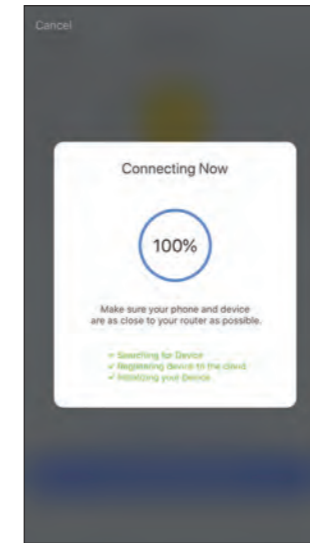 Cancel
Connecting Now
100%
Make sure your phone and device
are as close to your router as possible.
✓ Searching for Device
✓ Registering device to the cloud
✓ Initializing your Device